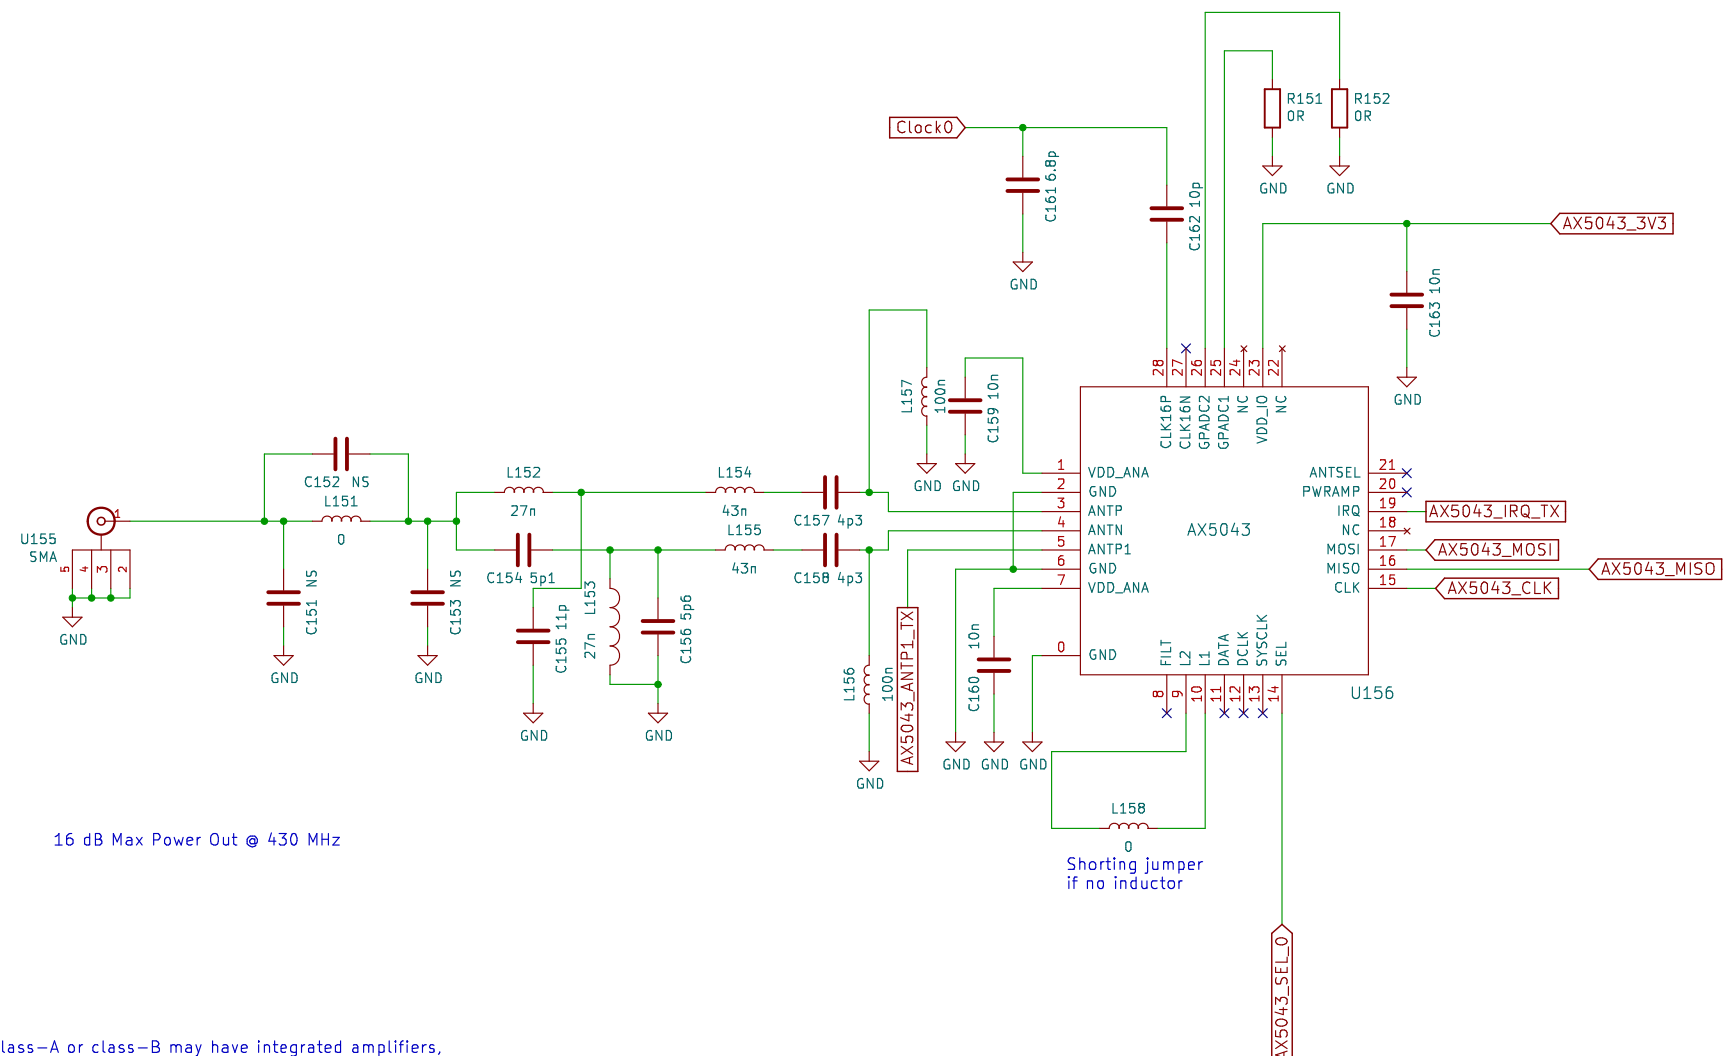 R151
0R
R152
0R
GND
GND
Clock0
C161 6.8p
GND
C162 10p
AX5043_3V3
C163 10n
GND
L157
100n
C159 10n
GND
GND
28
27
26
25
24
23
22
CLK16P
CLK16N
GPADC2
GPADC1
NC
VDD_IO
NC
1 VDD_ANA
2 GND
3 ANTP
4 ANTN
5 ANTP1
6 GND
7 VDD_ANA
0 GND
AX5043
U156
ANTSEL 21
PWRAMP 20
IRQ 19
NC 18
MOSI 17
MISO 16
CLK 15
AX5043_IRQ_TX
AX5043_MOSI
AX5043_MISO
AX5043_CLK
FILT
L2
L1
DATA
DCLK
SYSCLK
SEL
8
9
10
11
12
13
14
C152 NS
L151
0
U155
SMA
1
5
4
3
2
GND
C151 NS
GND
C153 NS
GND
L152
27n
C154 5p1
C155 11p
GND
L153
27n
C156 5p6
GND
L154
43n
L155
43n
C157 4p3
C158 4p3
L156
100n
GND
AX5043_ANTP1_TX
C160 10n
GND
GND
GND
L158
0
Shorting jumper
if no inductor
AX5043_SEL_0
16 dB Max Power Out @ 430 MHz
lass-A or class-B may have integrated amplifiers,